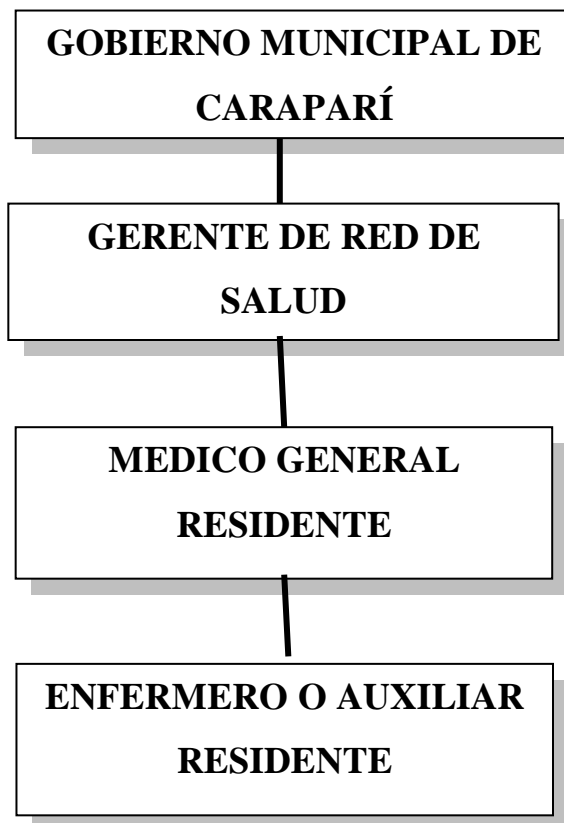 GOBIERNO MUNICIPAL DE
CARAPARÍ
GERENTE DE RED DE
SALUD
MEDICO GENERAL
RESIDENTE
ENFERMERO O AUXILIAR
RESIDENTE